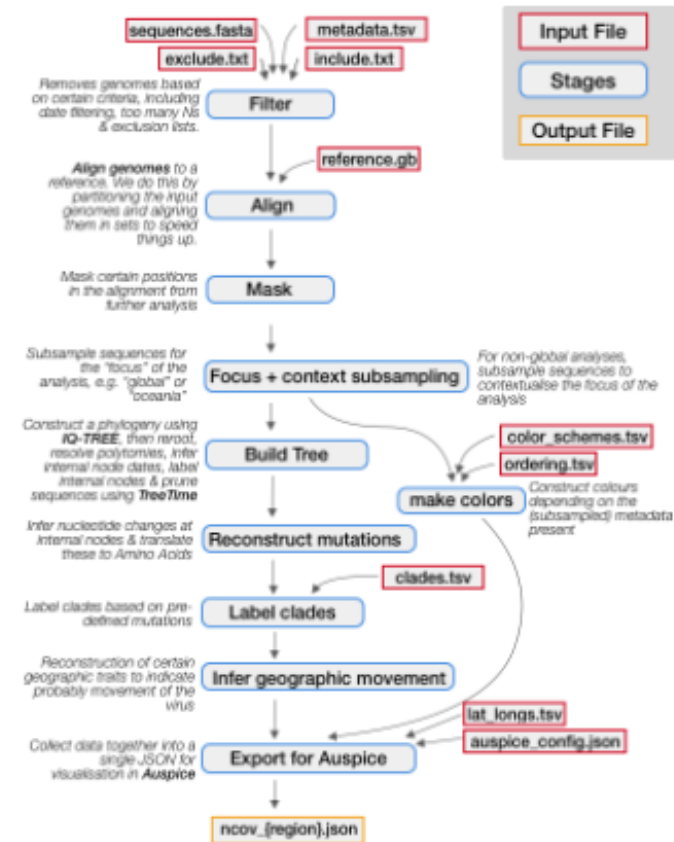 sequences.fasta
metadata.tsv
exclude.txt
include.txt
Input File
Stages
Output File
Removes genomes based
on certain criteria, including
date filtering, too many Ns
& exclusion lists.
Filter
reference.gb
Align genomes to a
reference. We do this by
partitioning the input
genomes and aligning
them in sets to speed
things up.
Align
Mask certain positions
in the alignment from
further analysis
Mask
Subsample sequences for
the "focus" of the
analysis, e.g. "global" or
"oceania"
Focus + context subsampling
For non-global analyses,
subsample sequences to
contextualise the focus of the
analysis
Construct a phylogeny using
IQ-TREE, then reroot,
resolve polytomies, infer
internal node dates, label
internal nodes & prune
sequences using TreeTime
Build Tree
color_schemes.tsv
ordering.tsv
make colors
Construct colours
depending on the
(subsampled) metadata
present
Infer nucleotide changes at
internal nodes & translate
these to Amino Acids
Reconstruct mutations
clades.tsv
Label clades based on pre-
defined mutations
Label clades
Reconstruction of certain
geographic traits to indicate
probably movement of the
virus
Infer geographic movement
lat_longs.tsv
auspice_config.json
Collect data together into a
single JSON for
visualisation in Auspice
Export for Auspice
ncov_{region}.json